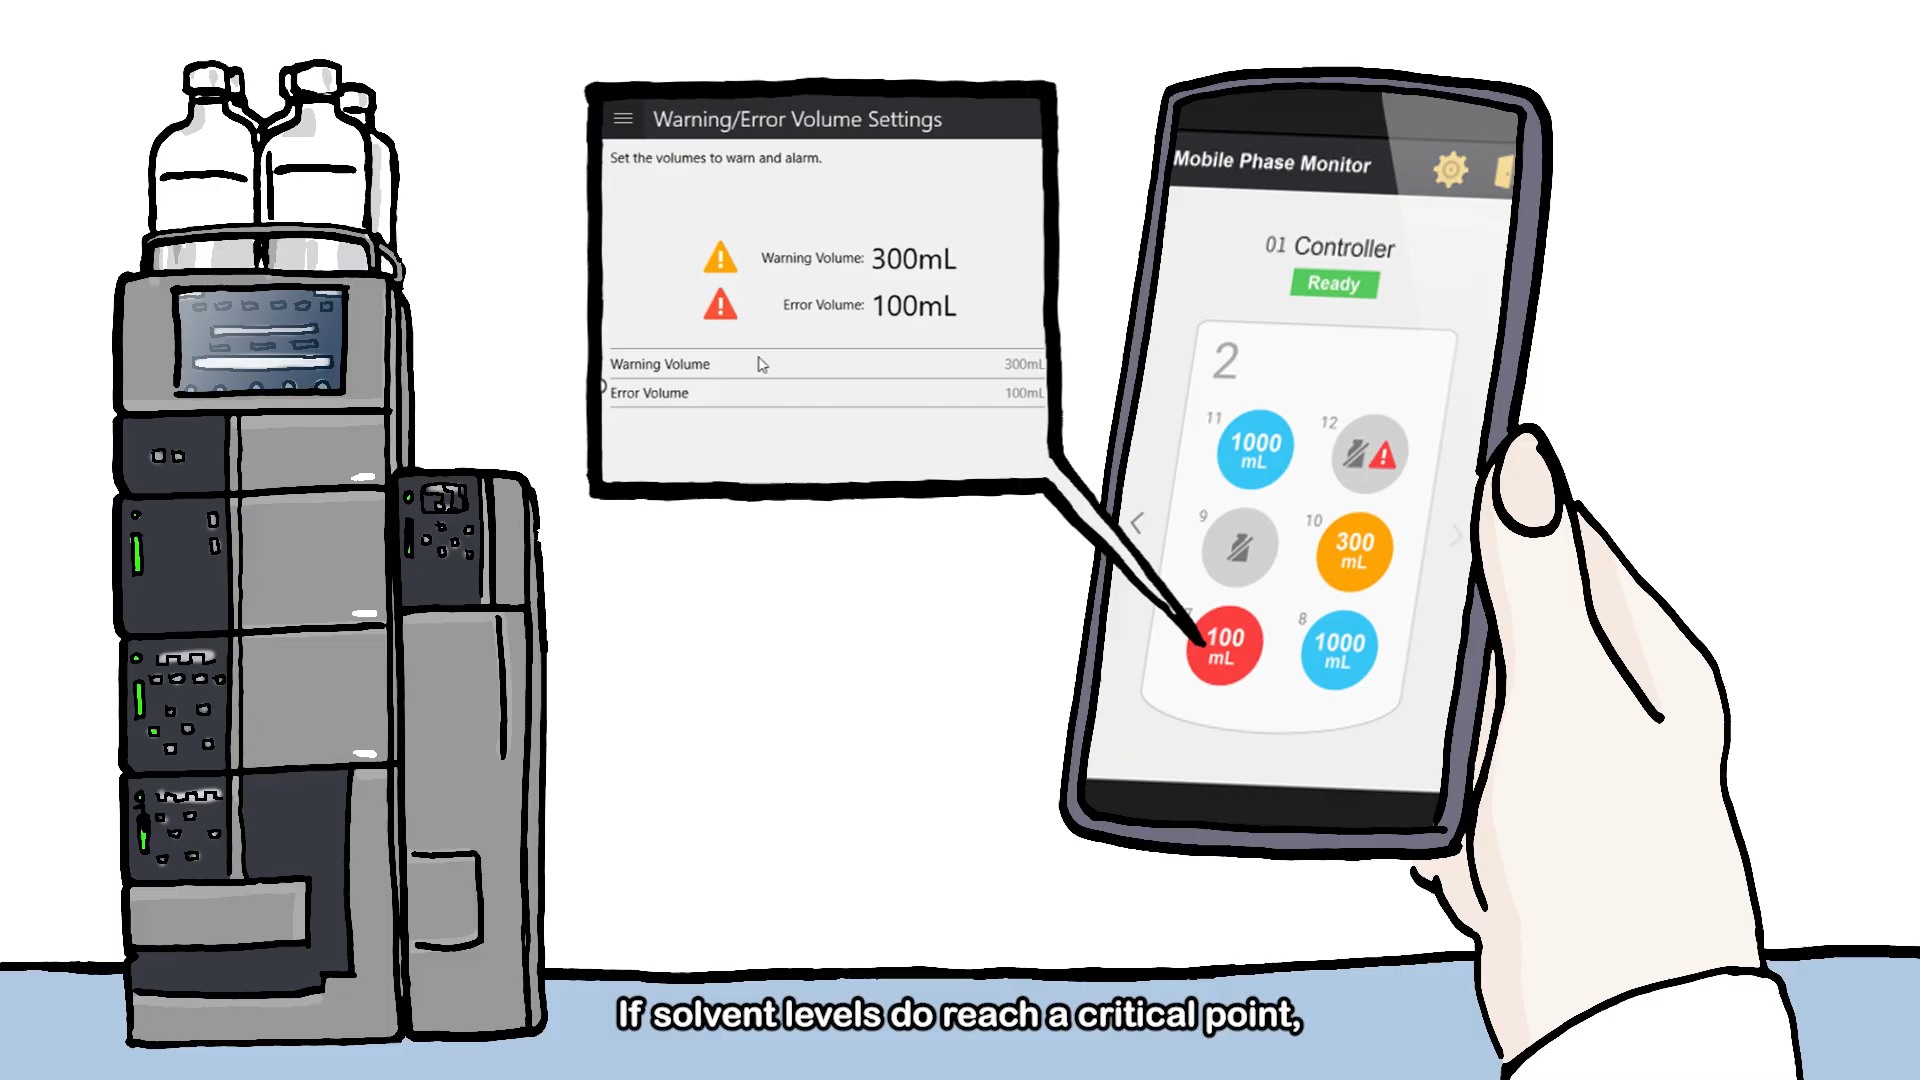 Warning/Error Volume Settings
Set the volumes to warn and alarm.
Warning Volume: 300mL
Error Volume: 100mL
Warning Volume 300mL
Error Volume 100mL
Mobile Phase Monitor
01 Controller
Ready
2
11 1000 mL
12
9
10 300 mL
7 100 mL
8 1000 mL
If solvent levels do reach a critical point,